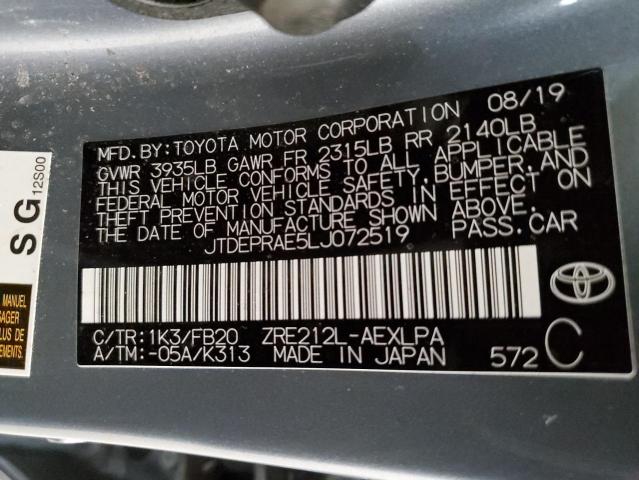 MFD. BY: TOYOTA MOTOR CORPORATION 08/19
GVWR 3935LB GAWR FR 2315LB RR 2140LB
THIS VEHICLE CONFORMS TO ALL APPLICABLE
FEDERAL MOTOR VEHICLE SAFETY, BUMPER, AND
THEFT PREVENTION STANDARDS IN EFFECT ON
THE DATE OF MANUFACTURE SHOWN ABOVE.
JTDEPRAE5LJ072519 PASS.CAR
C/TR:1K3/FB20 ZRE212L-AEXLPA
A/TM:-05A/K313 MADE IN JAPAN 572 C
SG
12S00
MANUEL
EMENTS.